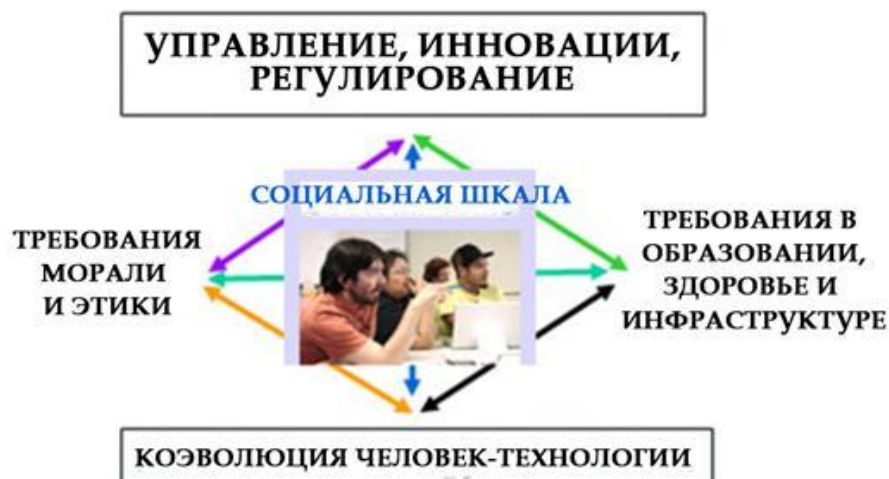 УПРАВЛЕНИЕ, ИННОВАЦИИ,
РЕГУЛИРОВАНИЕ
СОЦИАЛЬНАЯ ШКАЛА
ТРЕБОВАНИЯ
МОРАЛИ
И ЭТИКИ
ТРЕБОВАНИЯ В
ОБРАЗОВАНИИ,
ЗДОРОВЬЕ И
ИНФРАСТРУКТУРЕ
КОЭВОЛЮЦИЯ ЧЕЛОВЕК-ТЕХНОЛОГИИ